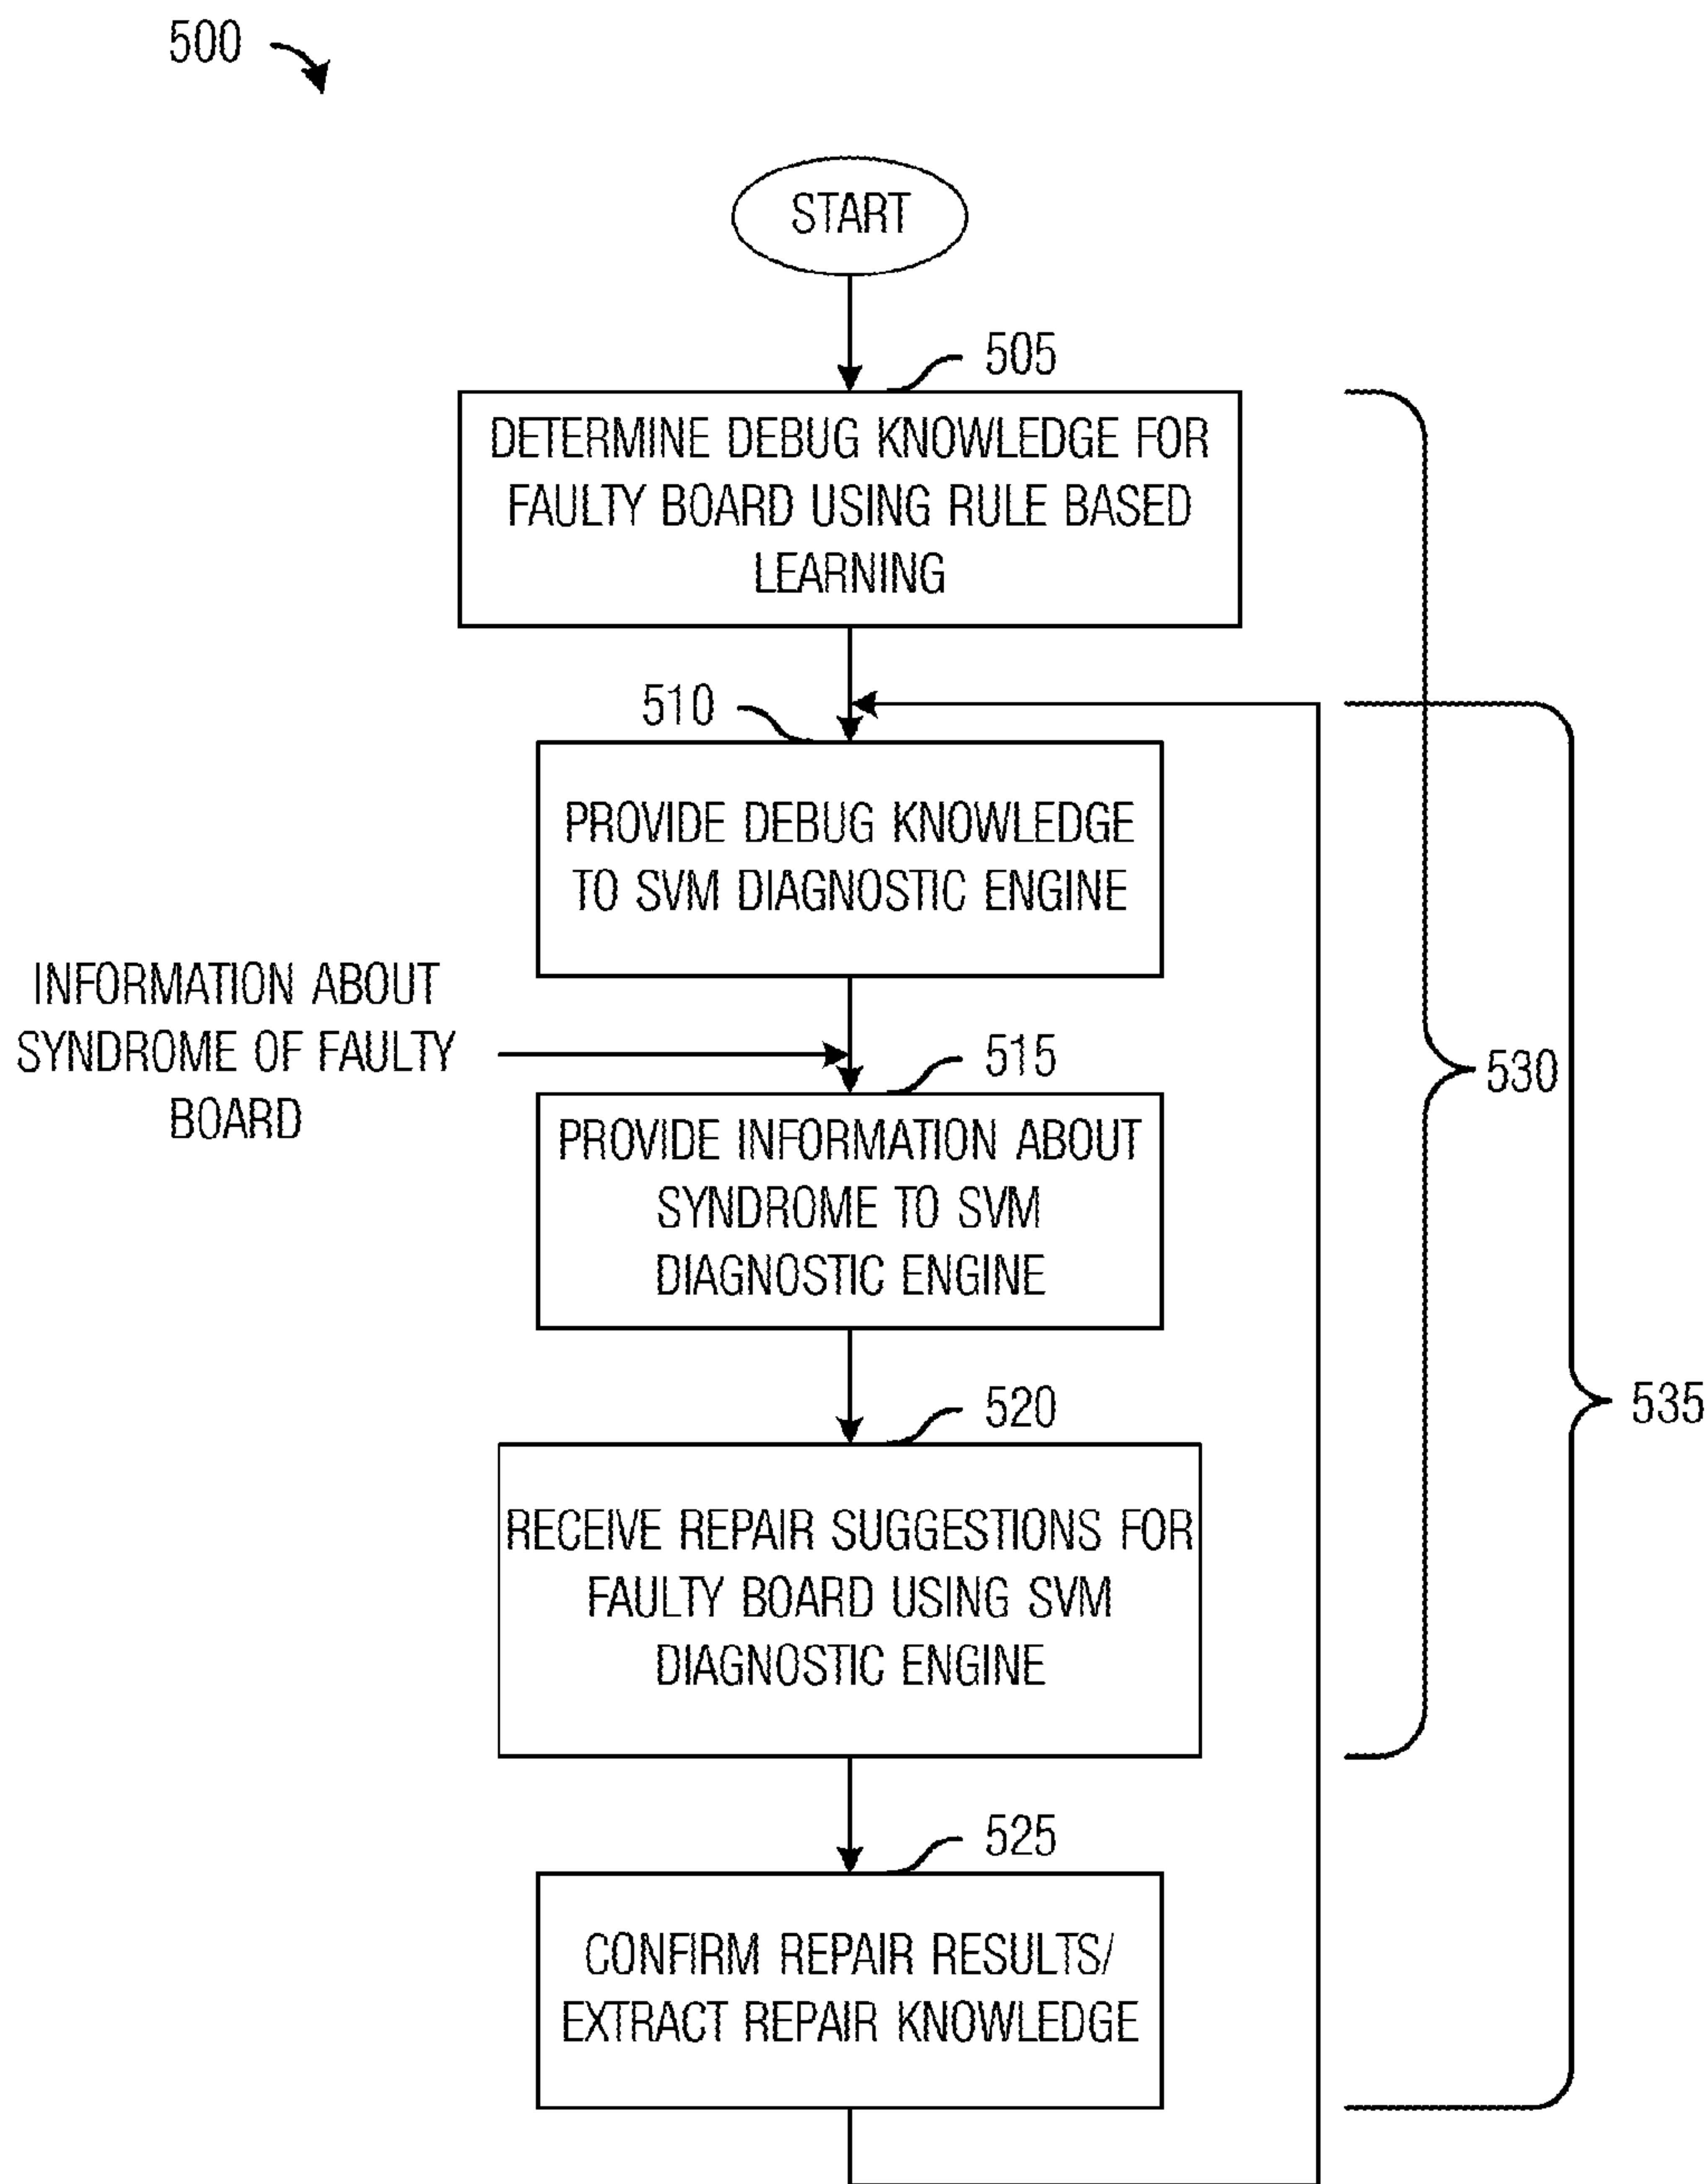 500
START
505
DETERMINE DEBUG KNOWLEDGE FOR
FAULTY BOARD USING RULE BASED
LEARNING
510
PROVIDE DEBUG KNOWLEDGE
TO SVM DIAGNOSTIC ENGINE
INFORMATION ABOUT
SYNDROME OF FAULTY
BOARD
515
PROVIDE INFORMATION ABOUT
SYNDROME TO SVM
DIAGNOSTIC ENGINE
530
520
RECEIVE REPAIR SUGGESTIONS FOR
FAULTY BOARD USING SVM
DIAGNOSTIC ENGINE
535
525
CONFIRM REPAIR RESULTS/
EXTRACT REPAIR KNOWLEDGE